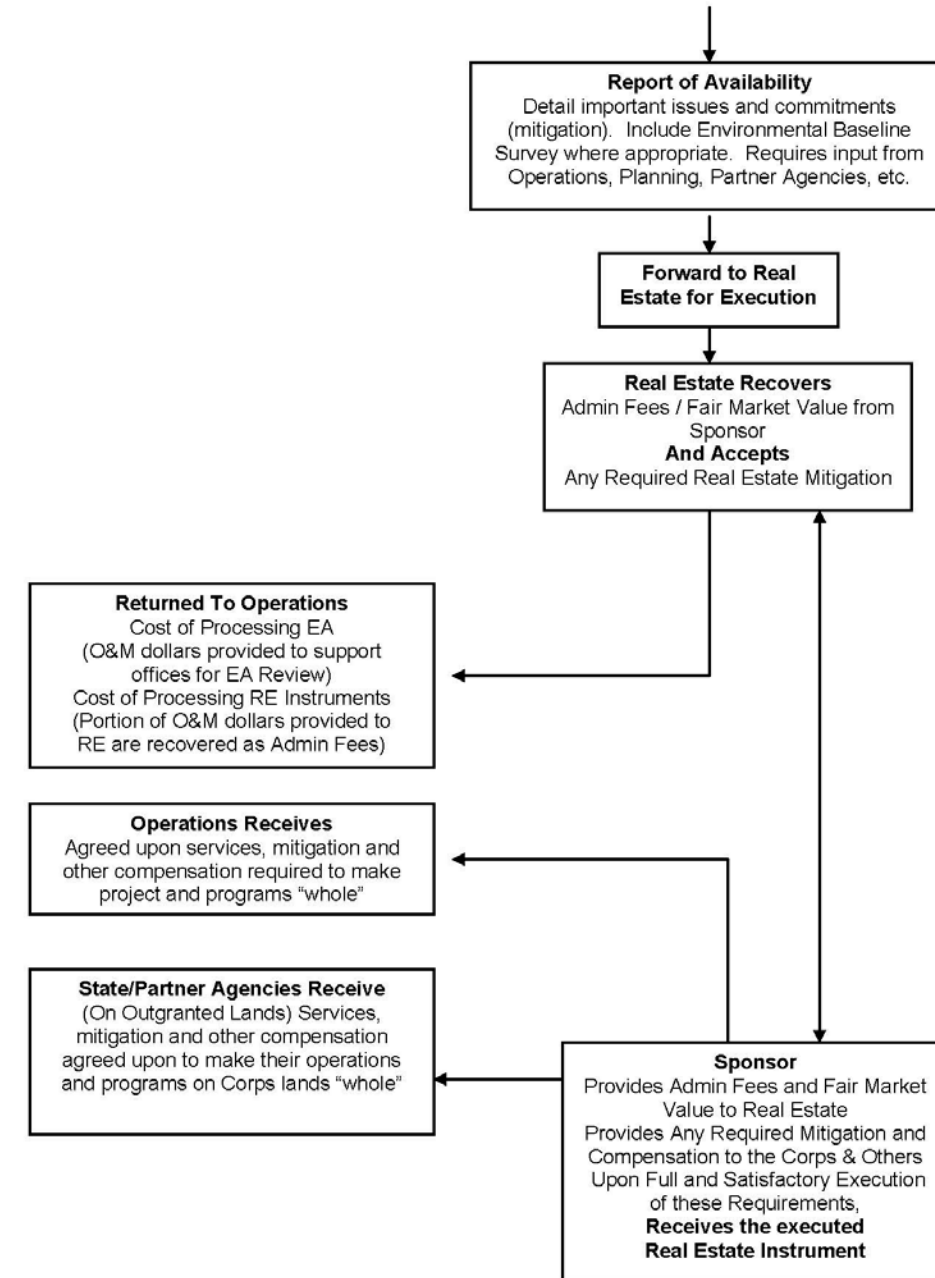 Report of Availability
Detail important issues and commitments
(mitigation). Include Environmental Baseline
Survey where appropriate. Requires input from
Operations, Planning, Partner Agencies, etc.
Forward to Real
Estate for Execution
Real Estate Recovers
Admin Fees / Fair Market Value from
Sponsor
And Accepts
Any Required Real Estate Mitigation
Returned To Operations
Cost of Processing EA
(O&M dollars provided to support
offices for EA Review)
Cost of Processing RE Instruments
(Portion of O&M dollars provided to
RE are recovered as Admin Fees)
Operations Receives
Agreed upon services, mitigation and
other compensation required to make
project and programs “whole”
State/Partner Agencies Receive
(On Outgranted Lands) Services,
mitigation and other compensation
agreed upon to make their operations
and programs on Corps lands “whole”
Sponsor
Provides Admin Fees and Fair Market
Value to Real Estate
Provides Any Required Mitigation and
Compensation to the Corps & Others
Upon Full and Satisfactory Execution
of these Requirements,
Receives the executed
Real Estate Instrument